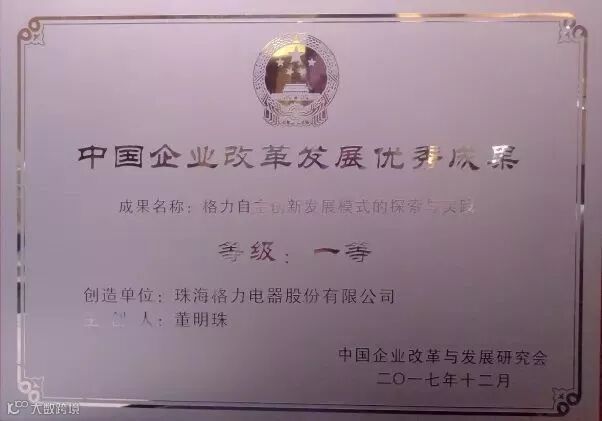 中国企业改革发展优秀成果
成果名称：格力自主创新发展模式的探索与实践
等级：一等
创造单位：珠海格力电器股份有限公司
主 创 人：董明珠
中国企业改革与发展研究会
二〇一七年十二月
大数跨境